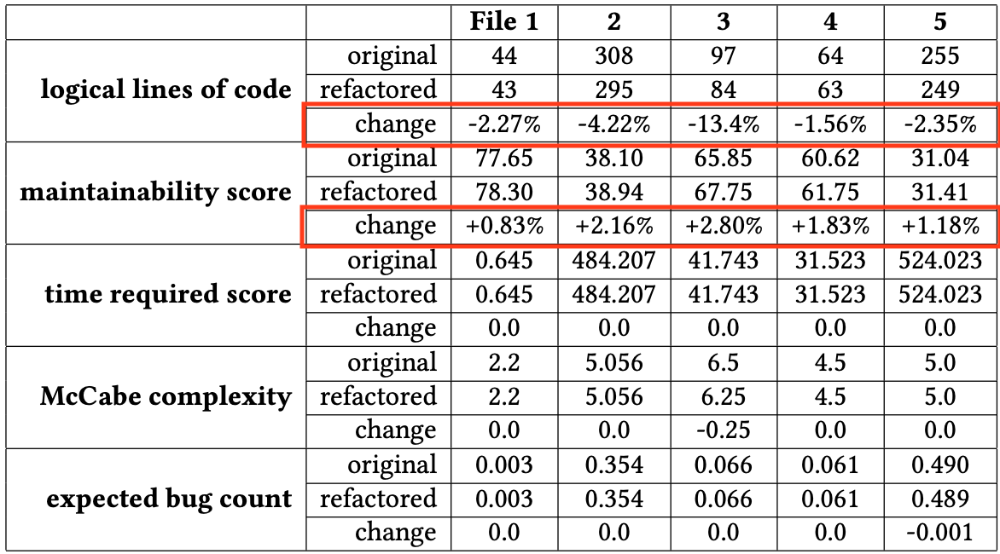 File 1 2 3 4 5
original 44 308 97 64 255
logical lines of code refactored 43 295 84 63 249
change -2.27% -4.22% -13.4% -1.56% -2.35%
original 77.65 38.10 65.85 60.62 31.04
maintainability score refactored 78.30 38.94 67.75 61.75 31.41
change +0.83% +2.16% +2.80% +1.83% +1.18%
original 0.645 484.207 41.743 31.523 524.023
time required score refactored 0.645 484.207 41.743 31.523 524.023
change 0.0 0.0 0.0 0.0 0.0
original 2.2 5.056 6.5 4.5 5.0
McCabe complexity refactored 2.2 5.056 6.25 4.5 5.0
change 0.0 0.0 -0.25 0.0 0.0
original 0.003 0.354 0.066 0.061 0.490
expected bug count refactored 0.003 0.354 0.066 0.061 0.489
change 0.0 0.0 0.0 0.0 -0.001